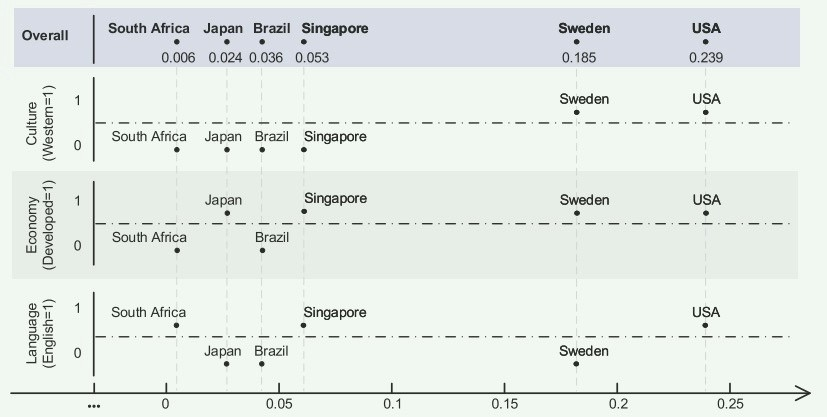 Overall South Africa Japan Brazil Singapore Sweden USA
0.006 0.024 0.036 0.053 0.185 0.239
Culture
(Western=1)
1 Sweden USA
0 South Africa Japan Brazil Singapore
Economy
(Developed=1)
1 Japan Singapore Sweden USA
0 South Africa Brazil
Language
(English=1)
1 South Africa Singapore USA
0 Japan Brazil Sweden
... 0 0.05 0.1 0.15 0.2 0.25